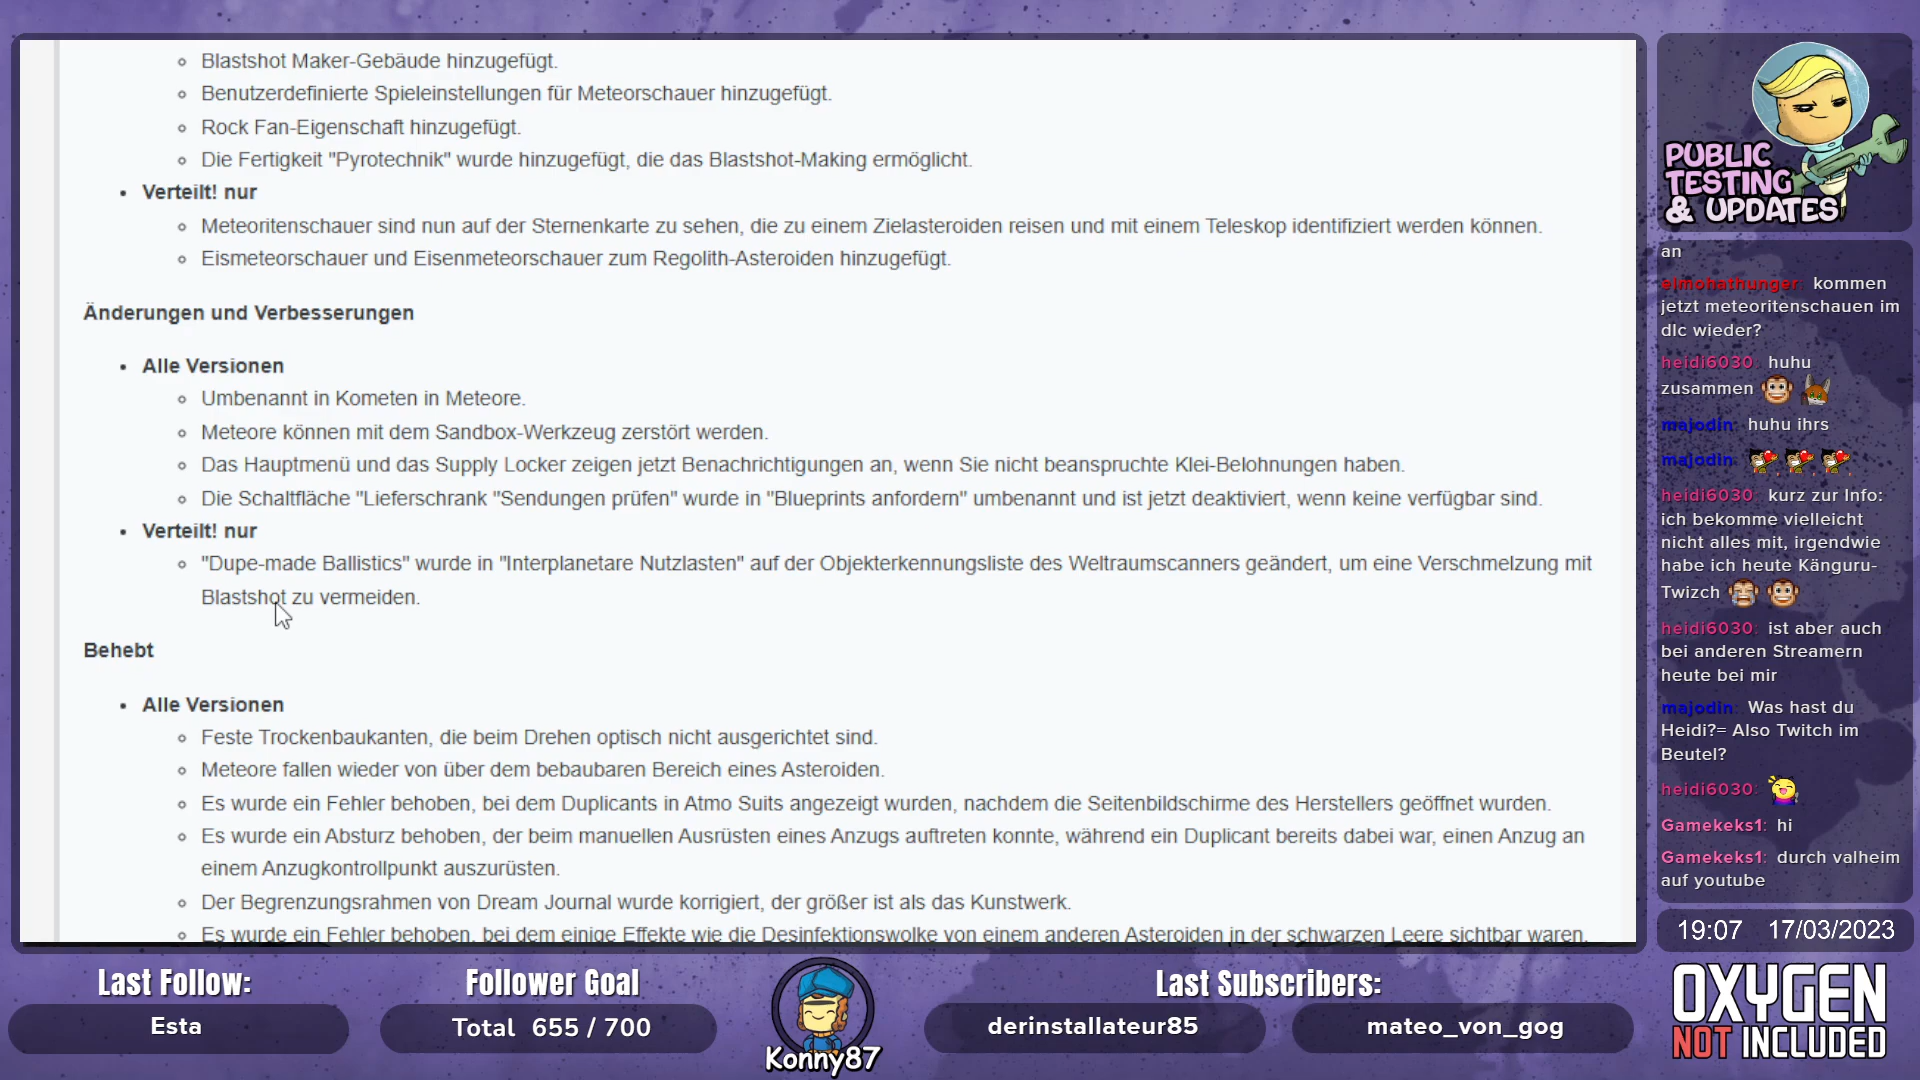 Blastshot Maker-Gebäude hinzugefügt.
Benutzerdefinierte Spieleinstellungen für Meteorschauer hinzugefügt.
Rock Fan-Eigenschaft hinzugefügt.
Die Fertigkeit "Pyrotechnik" wurde hinzugefügt, die das Blastshot-Making ermöglicht.
Verteilt! nur
Meteoritenschauer sind nun auf der Sternenkarte zu sehen, die zu einem Zielasteroiden reisen und mit einem Teleskop identifiziert werden können.
Eismeteorschauer und Eisenmeteorschauer zum Regolith-Asteroiden hinzugefügt.
Änderungen und Verbesserungen
Alle Versionen
Umbenannt in Kometen in Meteore.
Meteore können mit dem Sandbox-Werkzeug zerstört werden.
Das Hauptmenü und das Supply Locker zeigen jetzt Benachrichtigungen an, wenn Sie nicht beanspruchte Klei-Belohnungen haben.
Die Schaltfläche "Lieferschrank "Sendungen prüfen" wurde in "Blueprints anfordern" umbenannt und ist jetzt deaktiviert, wenn keine verfügbar sind.
Verteilt! nur
"Dupe-made Ballistics" wurde in "Interplanetare Nutzlasten" auf der Objekterkennungsliste des Weltraumscanners geändert, um eine Verschmelzung mit
Blastshot zu vermeiden.
Behebt
Alle Versionen
Feste Trockenbaukanten, die beim Drehen optisch nicht ausgerichtet sind.
Meteore fallen wieder von über dem bebaubaren Bereich eines Asteroiden.
Es wurde ein Fehler behoben, bei dem Duplicants in Atmo Suits angezeigt wurden, nachdem die Seitenbildschirme des Herstellers geöffnet wurden.
Es wurde ein Absturz behoben, der beim manuellen Ausrüsten eines Anzugs auftreten konnte, während ein Duplicant bereits dabei war, einen Anzug an
einem Anzugkontrollpunkt auszurüsten.
Der Begrenzungsrahmen von Dream Journal wurde korrigiert, der größer ist als das Kunstwerk.
Es wurde ein Fehler behoben, bei dem einige Effekte wie die Desinfektionswolke von einem anderen Asteroiden in der schwarzen Leere sichtbar waren.
PUBLIC
TESTING
& UPDATES
an
elmohathunger: kommen
jetzt meteoritenschauen im
dlc wieder?
heidi6030: huhu
zusammen
majodin: huhu ihrs
majodin:
heidi6030: kurz zur Info:
ich bekomme vielleicht
nicht alles mit, irgendwie
habe ich heute Känguru-
Twizch
heidi6030: ist aber auch
bei anderen Streamern
heute bei mir
majodin: Was hast du
Heidi?= Also Twitch im
Beutel?
heidi6030:
Gamekeks1: hi
Gamekeks1: durch valheim
auf youtube
19:07 17/03/2023
Last Follow:
Esta
Follower Goal
Total 655 / 700
Konny87
Last Subscribers:
derinstallateur85
mateo_von_gog
OXYGEN
NOT INCLUDED